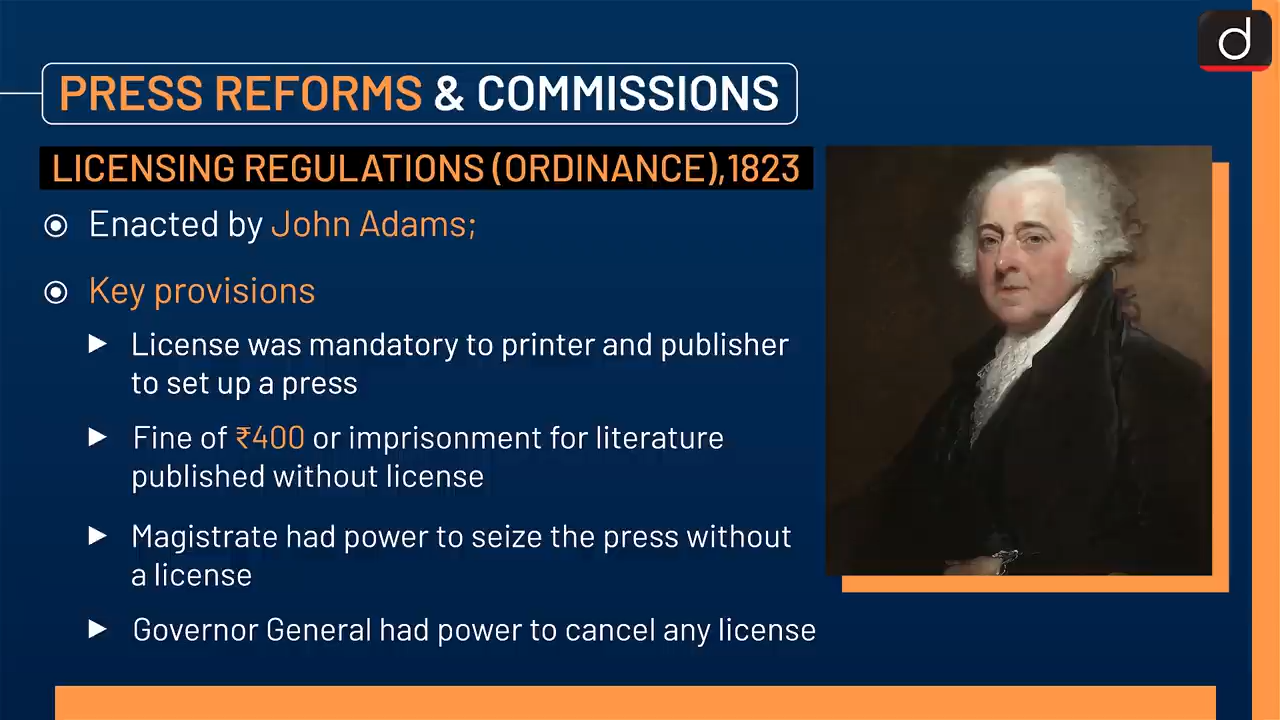 d
PRESS REFORMS & COMMISSIONS
LICENSING REGULATIONS (ORDINANCE),1823
Enacted by John Adams;
Key provisions
License was mandatory to printer and publisher
to set up a press
Fine of ₹400 or imprisonment for literature
published without license
Magistrate had power to seize the press without
a license
Governor General had power to cancel any license